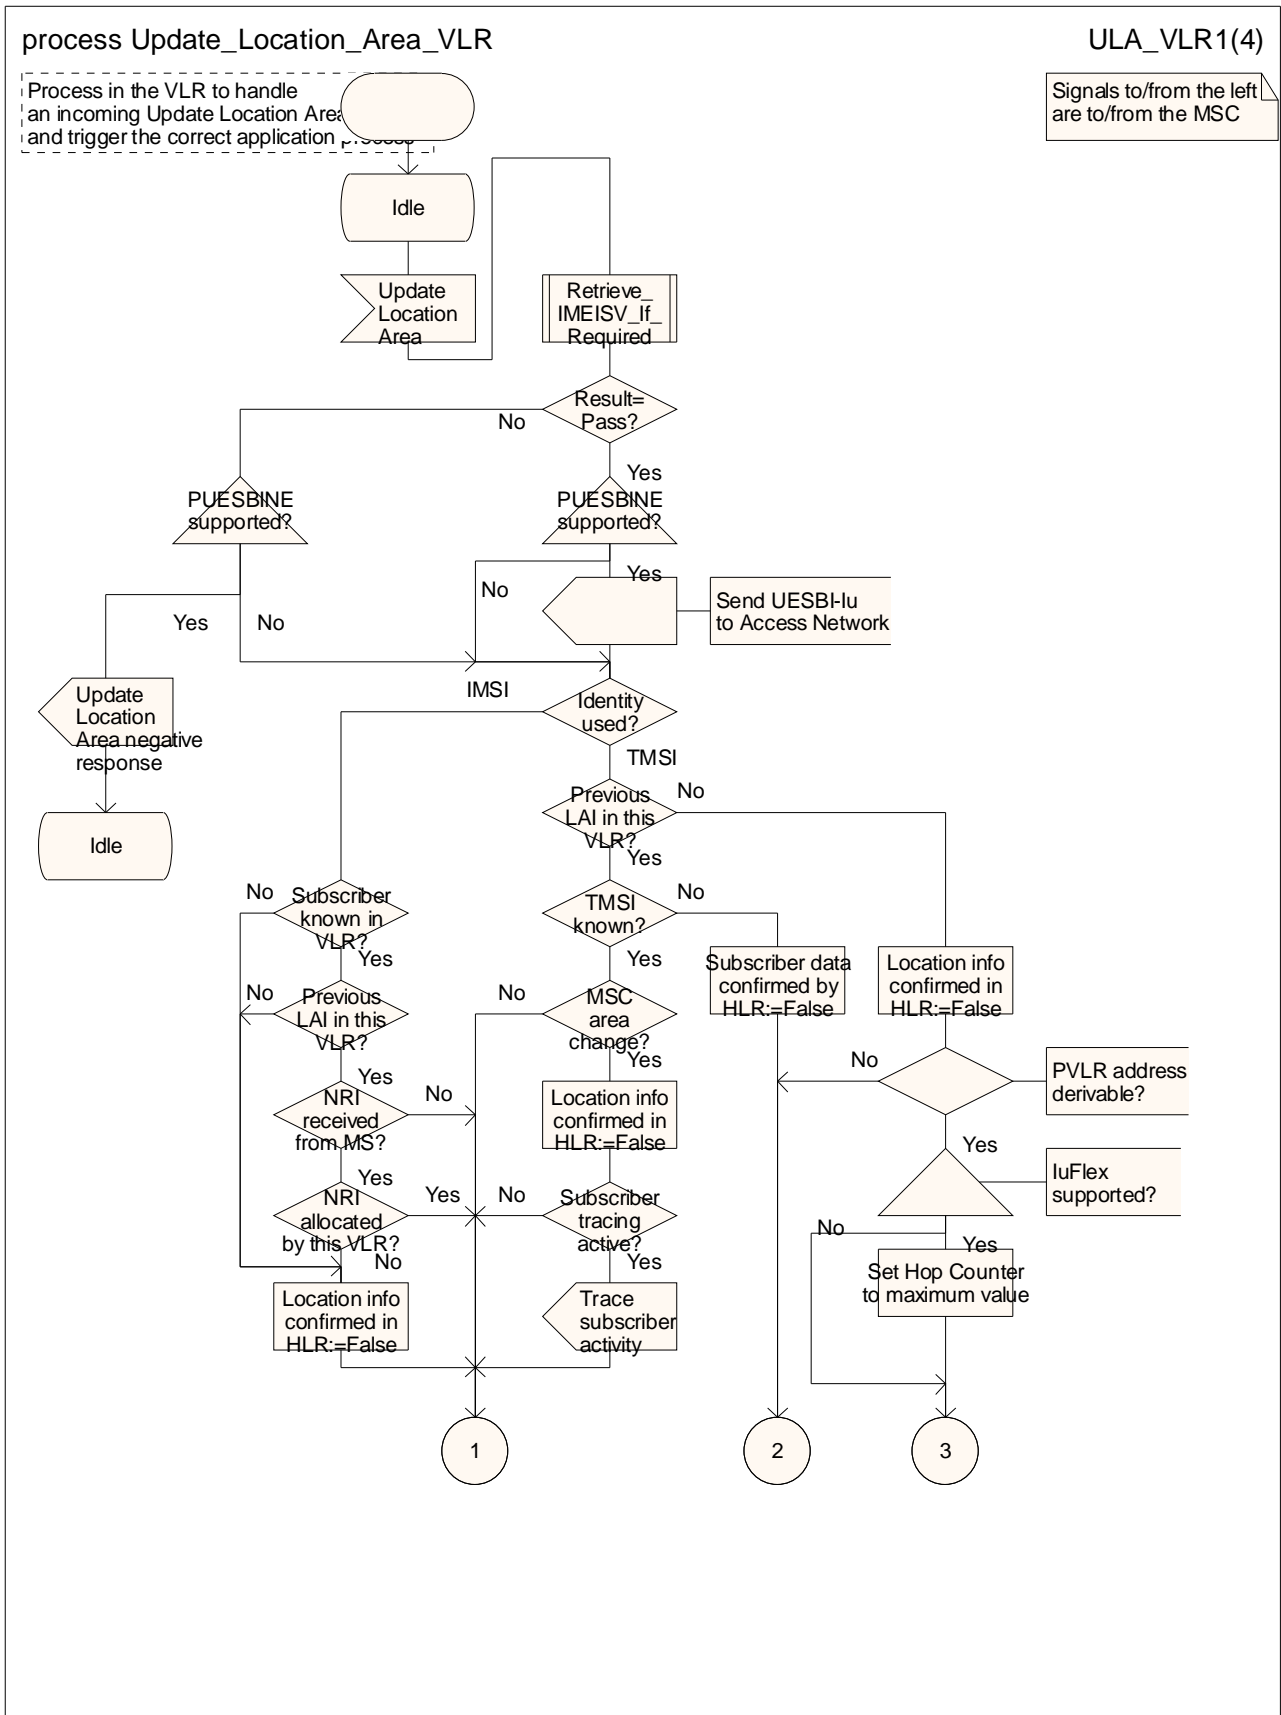 process Update_Location_Area_VLR
ULA_VLR1(4)
Process in the VLR to handle
an incoming Update Location Area
and trigger the correct application process
Signals to/from the left
are to/from the MSC
Idle
Update
Location
Area
Retrieve_
IMEISV_If_
Required
Result=
Pass?
No
Yes
PUESBINE
supported?
PUESBINE
supported?
Yes
No
No
Yes
Send UESBI-Iu
to Access Network
IMSI
Identity
used?
TMSI
Update
Location
Area negative
response
Idle
Previous
LAI in this
VLR?
No
Yes
No
Subscriber
known in
VLR?
Yes
TMSI
known?
No
Yes
Subscriber data
confirmed by
HLR:=False
Location info
confirmed in
HLR:=False
No
Previous
LAI in this
VLR?
Yes
No
MSC
area
change?
Yes
No
PVLR address
derivable?
Yes
NRI
received
from MS?
No
Yes
Location info
confirmed in
HLR:=False
IuFlex
supported?
No
Yes
NRI
allocated
by this VLR?
Yes
No
No
Subscriber
tracing
active?
Yes
Set Hop Counter
to maximum value
Location info
confirmed in
HLR:=False
Trace
subscriber
activity
1
2
3